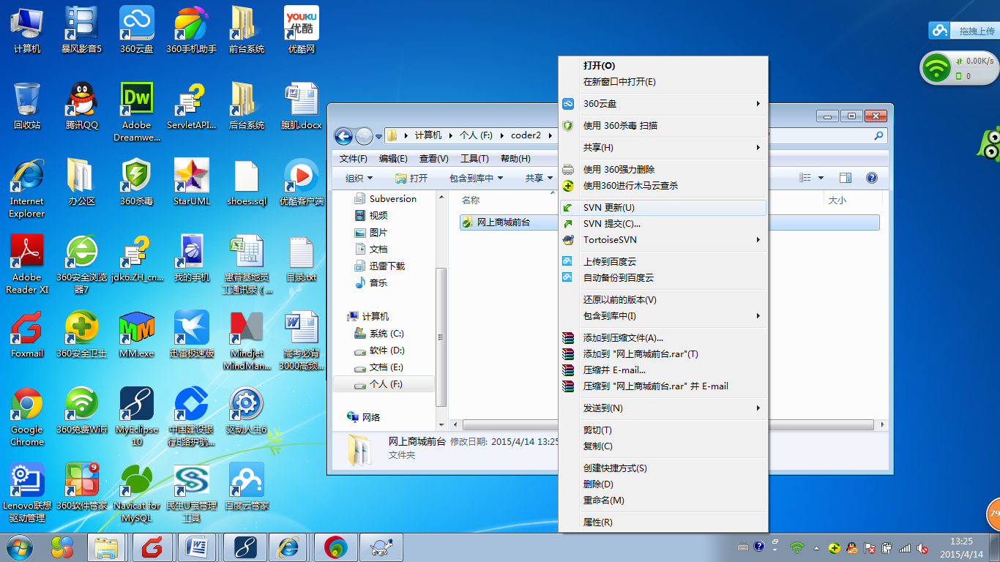 计算机
暴风影音5
360云盘
360手机助手
前台系统
YOUKU
优酷
优酷网
回收站
腾讯QQ
Dw
Adobe
Dreamwe...
ServletAPI...
后台系统
腹肌.docx
Internet
Explorer
办公区
360杀毒
StarUML
shoes.sql
优酷客户端
Adobe
Reader XI
360安全浏览
器7
jdk6.ZH_cn...
我的手机
惠普基地员
工通讯录 ( ...
目录.txt
Foxmail
360安全卫士
MM
MM.exe
迅雷极速版
Mindjet
MindMan...
高考必背
3000高频...
Google
Chrome
360免费WiFi
MyEclipse
10
中国建设银
行E路护航...
驱动人生6
Lenovo联想
驱动管理
9
360软件管家
Navicat for
MySQL
民生U宝管理
工具
百度云管家
拖拽上传
0.00K/s
0
79
计算机
个人 (F:)
coder2
文件(F)
编辑(E)
查看(V)
工具(T)
帮助(H)
组织
打开
包含到库中
共享
Subversion
视频
图片
文档
迅雷下载
音乐
计算机
系统 (C:)
软件 (D:)
文档 (E:)
个人 (F:)
网络
名称
大小
网上商城前台
网上商城前台 修改日期: 2015/4/14 13:25
文件夹
打开(O)
在新窗口中打开(E)
360云盘
使用 360杀毒 扫描
共享(H)
使用 360强力删除
使用360进行木马云查杀
SVN 更新(U)
SVN 提交(C)...
TortoiseSVN
上传到百度云
自动备份到百度云
还原以前的版本(V)
包含到库中(I)
添加到压缩文件(A)...
添加到 "网上商城前台.rar"(T)
压缩并 E-mail...
压缩到 "网上商城前台.rar" 并 E-mail
发送到(N)
剪切(T)
复制(C)
创建快捷方式(S)
删除(D)
重命名(M)
属性(R)
13:25
2015/4/14